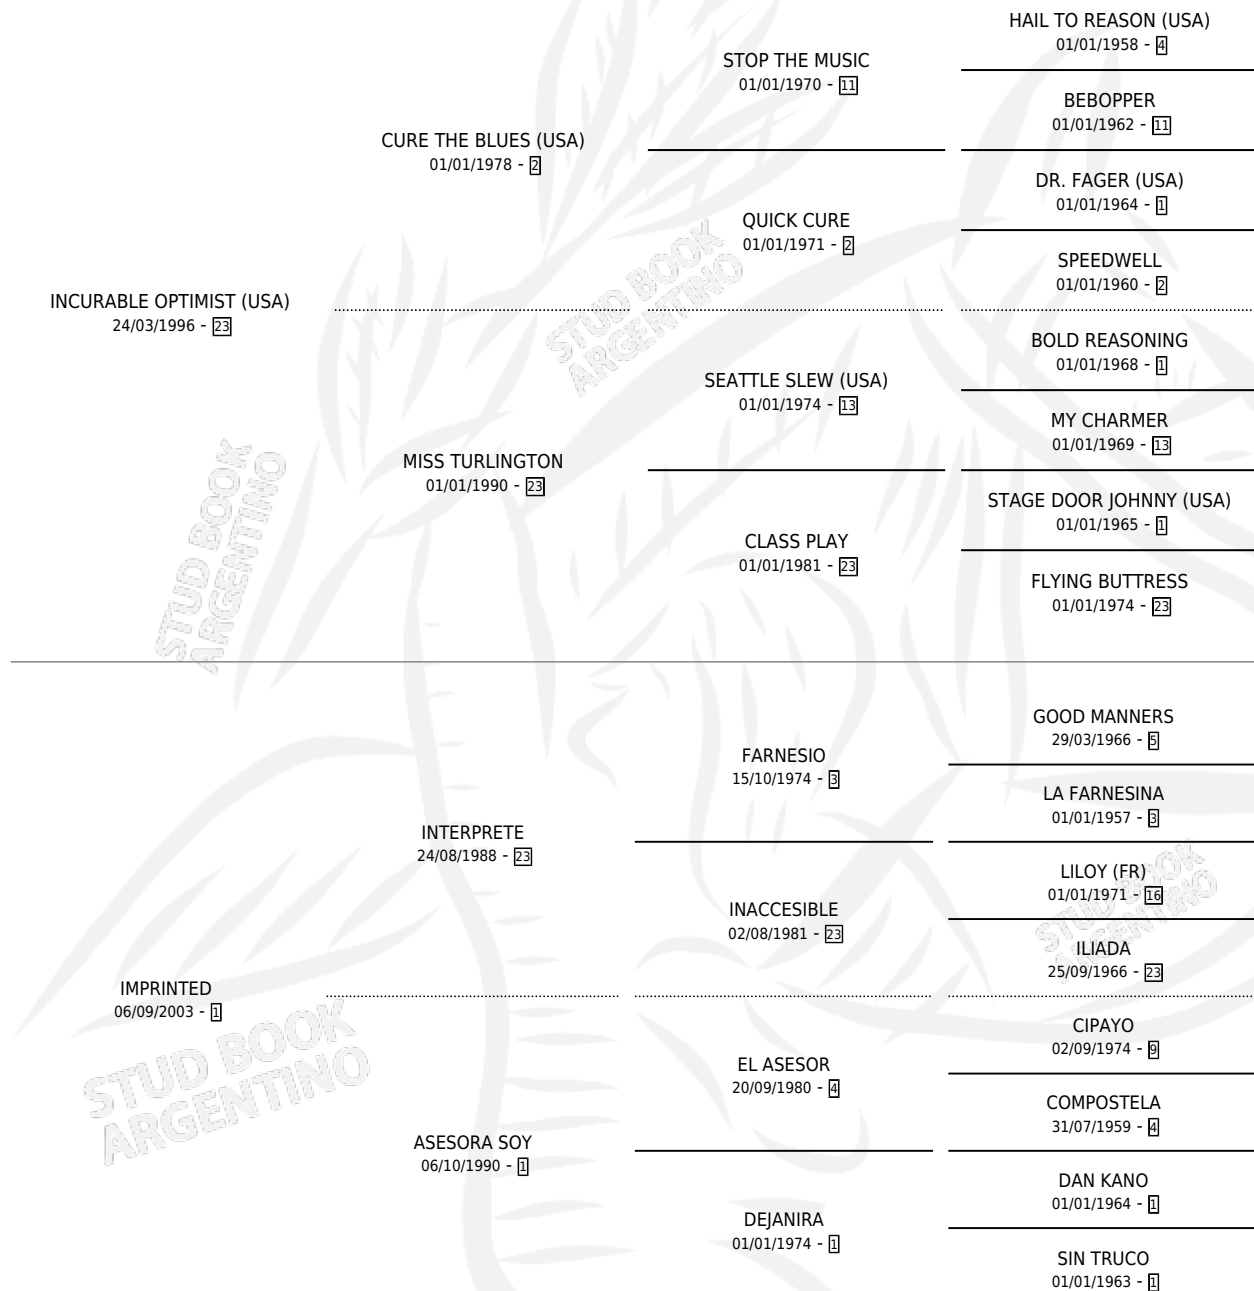 HAIL TO REASON (USA)
01/01/1958 - 4
STOP THE MUSIC
01/01/1970 - 11
BEBOPPER
01/01/1962 - 11
CURE THE BLUES (USA)
01/01/1978 - 2
DR. FAGER (USA)
01/01/1964 - 1
QUICK CURE
01/01/1971 - 2
SPEEDWELL
01/01/1960 - 2
INCURABLE OPTIMIST (USA)
24/03/1996 - 23
BOLD REASONING
01/01/1968 - 1
SEATTLE SLEW (USA)
01/01/1974 - 13
MY CHARMER
01/01/1969 - 13
MISS TURLINGTON
01/01/1990 - 23
STAGE DOOR JOHNNY (USA)
01/01/1965 - 1
CLASS PLAY
01/01/1981 - 23
FLYING BUTTRESS
01/01/1974 - 23
GOOD MANNERS
29/03/1966 - 5
FARNESIO
15/10/1974 - 3
LA FARNESINA
01/01/1957 - 3
INTERPRETE
24/08/1988 - 23
LILOY (FR)
01/01/1971 - 16
INACCESIBLE
02/08/1981 - 23
ILIADA
25/09/1966 - 23
IMPRINTED
06/09/2003 - 1
CIPAYO
02/09/1974 - 9
EL ASESOR
20/09/1980 - 4
COMPOSTELA
31/07/1959 - 4
ASESORA SOY
06/10/1990 - 1
DAN KANO
01/01/1964 - 1
DEJANIRA
01/01/1974 - 1
SIN TRUCO
01/01/1963 - 1
STUD BOOK
ARGENTINO
STUD BOOK
ARGENTINO
STUD BOOK
ARGENTINO
STUD BOOK
ARGENTINO